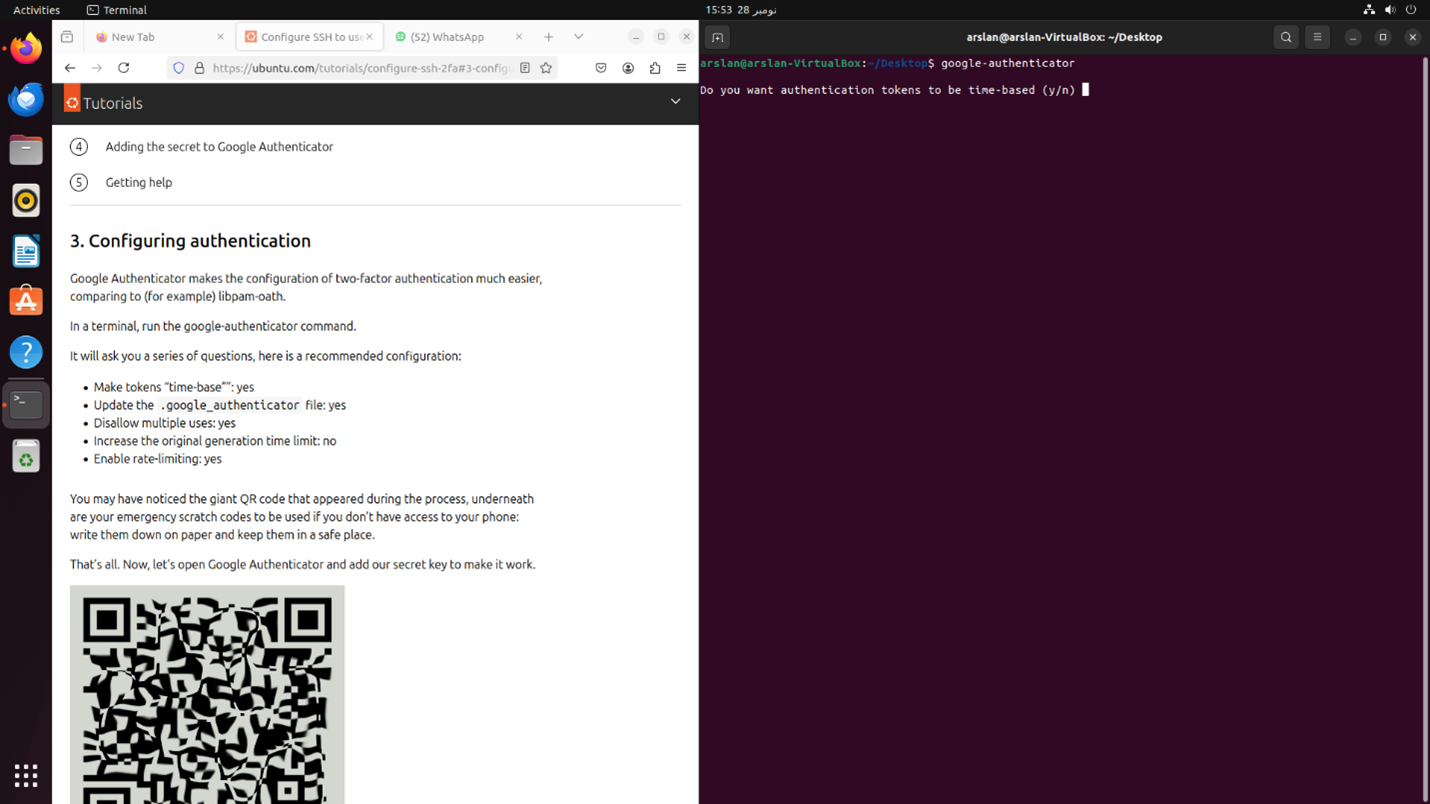 Activities
Terminal
15:53 28 نومبر
New Tab
Configure SSH to use
(52) WhatsApp
https://ubuntu.com/tutorials/configure-ssh-2fa#3-configu
Tutorials
4 Adding the secret to Google Authenticator
5 Getting help
3. Configuring authentication
Google Authenticator makes the configuration of two-factor authentication much easier,
comparing to (for example) libpam-oath.
In a terminal, run the google-authenticator command.
It will ask you a series of questions, here is a recommended configuration:
• Make tokens “time-base””: yes
• Update the .google_authenticator file: yes
• Disallow multiple uses: yes
• Increase the original generation time limit: no
• Enable rate-limiting: yes
You may have noticed the giant QR code that appeared during the process, underneath
are your emergency scratch codes to be used if you don’t have access to your phone:
write them down on paper and keep them in a safe place.
That’s all. Now, let’s open Google Authenticator and add our secret key to make it work.
arslan@arslan-VirtualBox: ~/Desktop
arslan@arslan-VirtualBox:~/Desktop$ google-authenticator
Do you want authentication tokens to be time-based (y/n)